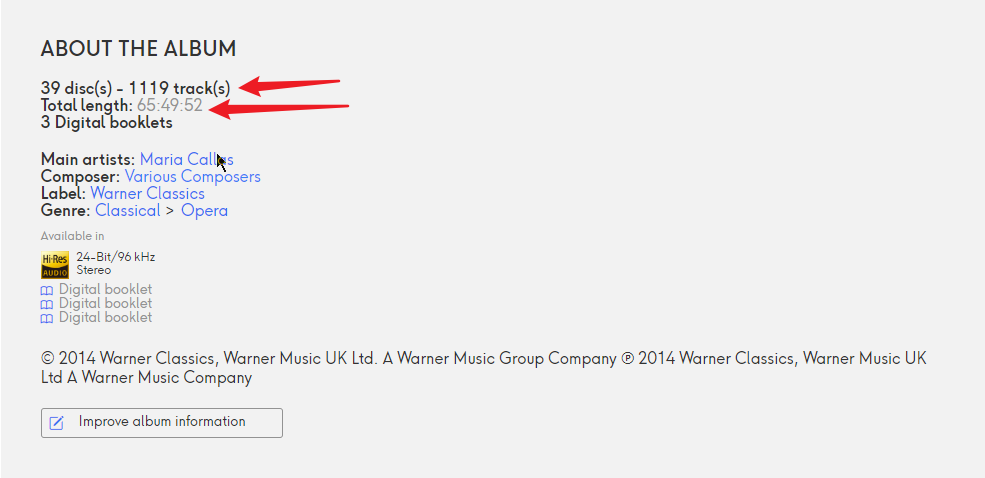 ABOUT THE ALBUM
39 disc(s) - 1119 track(s)
Total length: 65:49:52
3 Digital booklets
Main artists: Maria Callas
Composer: Various Composers
Label: Warner Classics
Genre: Classical > Opera
Available in
Hi-Res
AUDIO
24-Bit/96 kHz
Stereo
Digital booklet
Digital booklet
Digital booklet
© 2014 Warner Classics, Warner Music UK Ltd. A Warner Music Group Company ℗ 2014 Warner Classics, Warner Music UK
Ltd A Warner Music Company
Improve album information